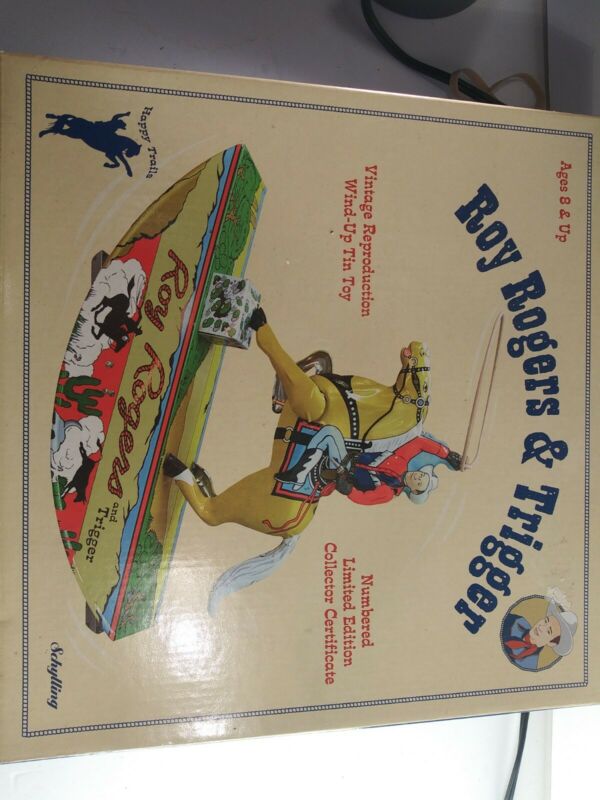 Ages 8 & Up
Roy Rogers & Trigger
Vintage Reproduction
Wind-Up Tin Toy
Numbered
Limited Edition
Collector Certificate
Happy Trails
Roy Rogers
and Trigger
Schylling